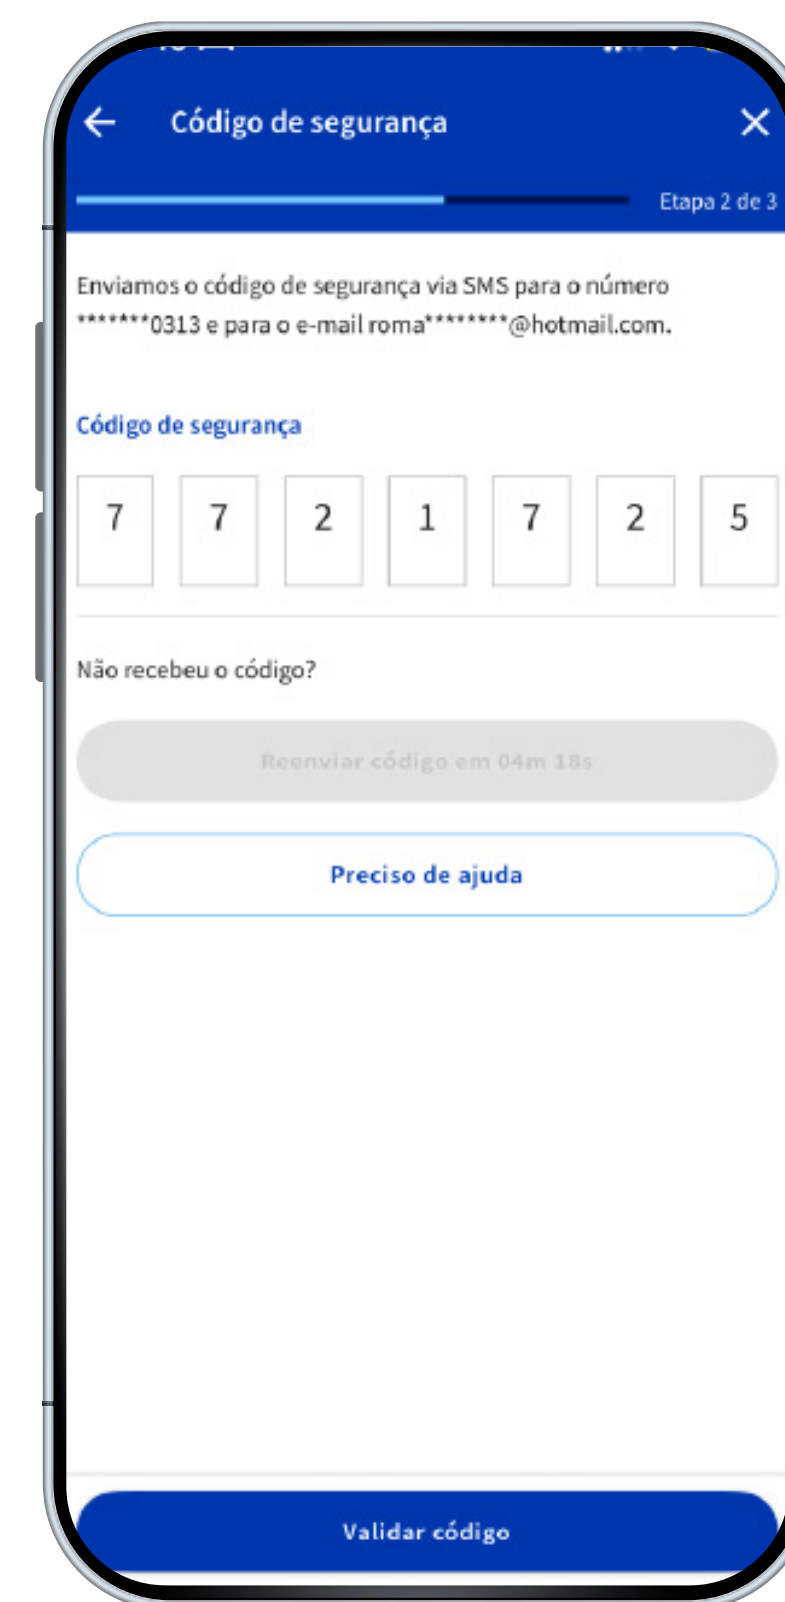 Código de segurança
Etapa 2 de 3
Enviamos o código de segurança via SMS para o número
*******0313 e para o e-mail roma********@hotmail.com.
Código de segurança
7 7 2 1 7 2 5
Não recebeu o código?
Reenviar código em 04m 18s
Preciso de ajuda
Validar código